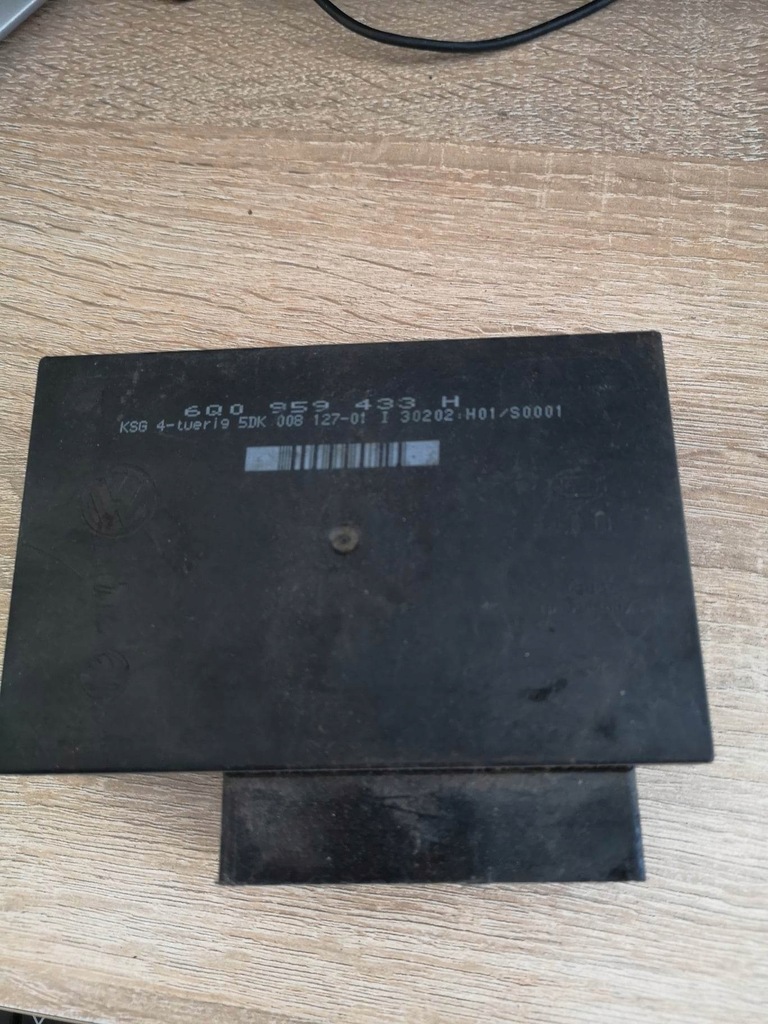 6Q0 959 433 H
KSG 4-tuerig 5DK 008 127-01 I 30202 H01/S0001